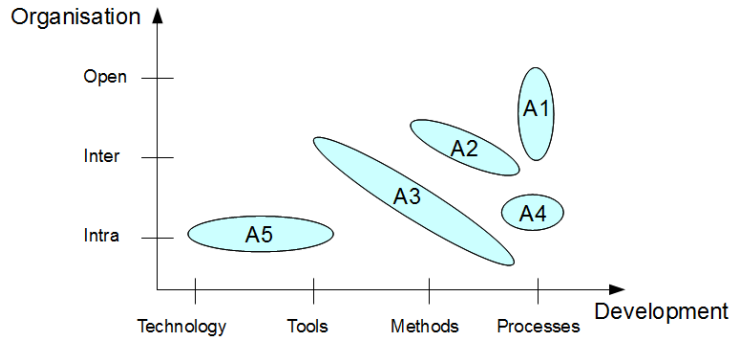 Organisation
Open
A1
Inter
A2
A3
A4
Intra
A5
Technology
Tools
Methods
Processes
Development